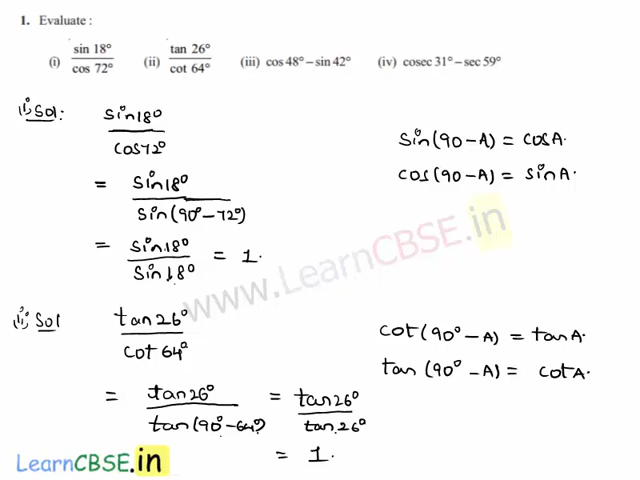 1. Evaluate :
(i) sin 18° / cos 72° (ii) tan 26° / cot 64° (iii) cos 48° – sin 42° (iv) cosec 31° – sec 59°
(i) Sol:
sin18° / cos72°
sin(90-A) = cosA.
cos(90-A) = sinA.
= sin18° / sin(90°-72°)
= sin18° / sin18° = 1.
www.LearnCBSE.in
(ii) Sol
tan26° / cot64°
cot(90°-A) = tanA.
tan(90°-A) = cotA.
= tan26° / tan(90°-64°) = tan26° / tan26°
= 1.
LearnCBSE.in